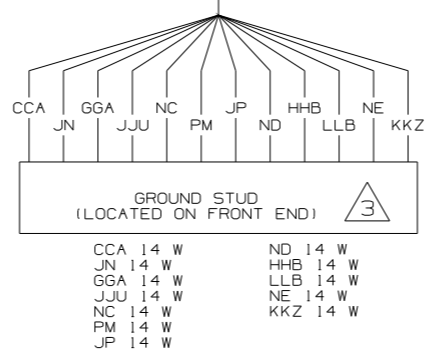 CCA GGA NC JP HHB NE
JN JJU PM ND LLB KKZ
GROUND STUD
(LOCATED ON FRONT END)
3
CCA 14 W
JN 14 W
GGA 14 W
JJU 14 W
NC 14 W
PM 14 W
JP 14 W
ND 14 W
HHB 14 W
LLB 14 W
NE 14 W
KKZ 14 W